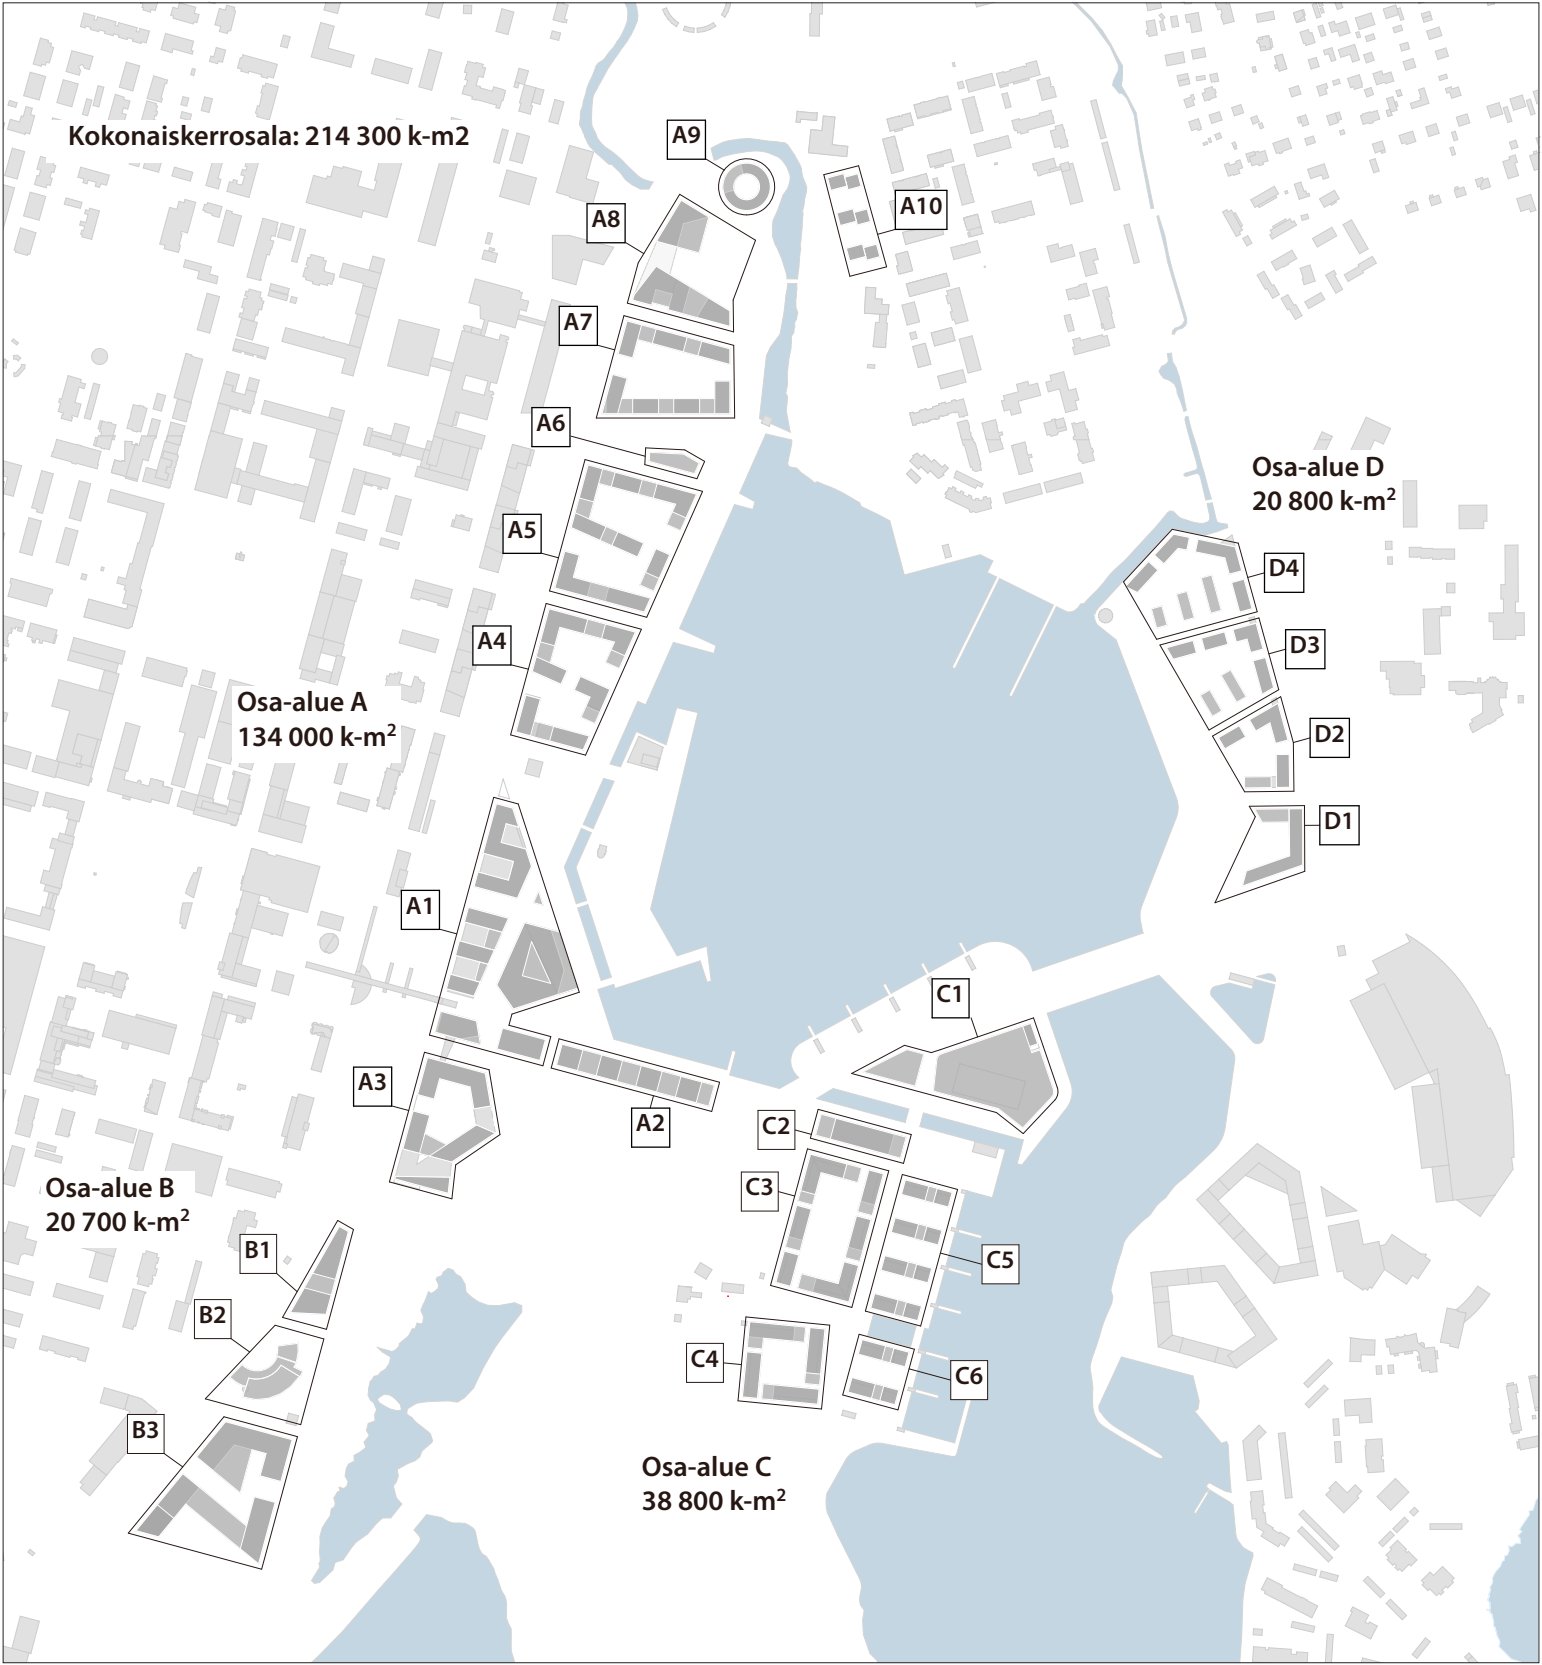 Kokonaiskerrosala: 214 300 k-m2
A9
A10
A8
A7
A6
Osa-alue D
20 800 k-m²
A5
D4
A4
D3
Osa-alue A
134 000 k-m²
D2
D1
A1
C1
A3
A2
C2
Osa-alue B
20 700 k-m²
C3
B1
C5
B2
C4
C6
B3
Osa-alue C
38 800 k-m²